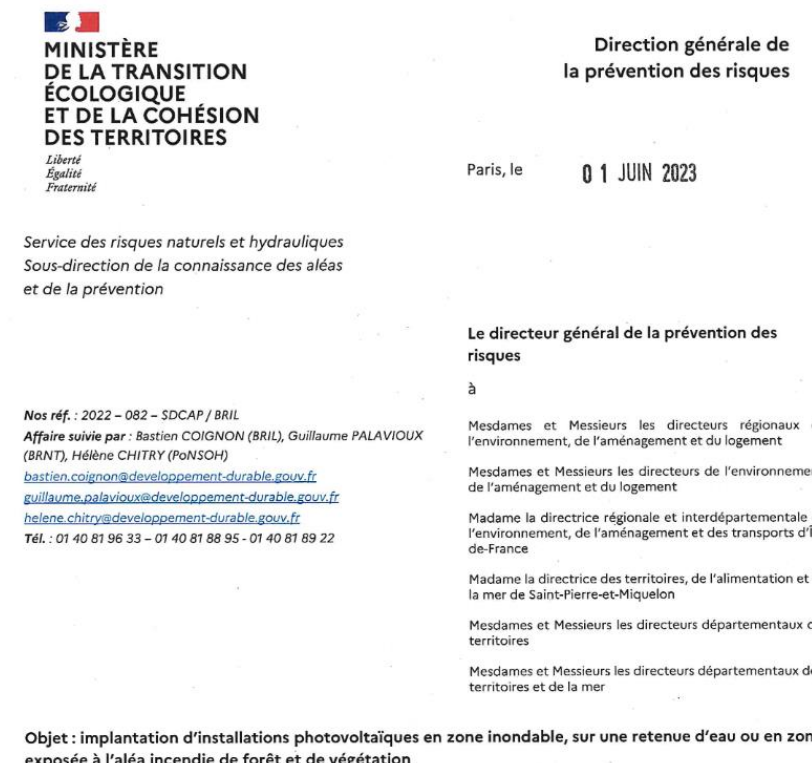 MINISTÈRE
DE LA TRANSITION
ÉCOLOGIQUE
ET DE LA COHÉSION
DES TERRITOIRES
Liberté
Égalité
Fraternité
Direction générale de
la prévention des risques
Paris, le 01 JUIN 2023
Service des risques naturels et hydrauliques
Sous-direction de la connaissance des aléas
et de la prévention
Le directeur général de la prévention des
risques
à
Nos réf. : 2022 – 082 – SDCAP / BRIL
Affaire suivie par : Bastien COIGNON (BRIL), Guillaume PALAVIOUX
(BRNT), Hélène CHITRY (PoNSOH)
bastien.coignon@developpement-durable.gouv.fr
guillaume.palavioux@developpement-durable.gouv.fr
helene.chitry@developpement-durable.gouv.fr
Tél. : 01 40 81 96 33 – 01 40 81 88 95 - 01 40 81 89 22
Mesdames et Messieurs les directeurs régionaux
l'environnement, de l'aménagement et du logement
Mesdames et Messieurs les directeurs de l'environneme
de l'aménagement et du logement
Madame la directrice régionale et interdépartementale
l'environnement, de l'aménagement et des transports d'Î
de-France
Madame la directrice des territoires, de l'alimentation et
la mer de Saint-Pierre-et-Miquelon
Mesdames et Messieurs les directeurs départementaux
territoires
Mesdames et Messieurs les directeurs départementaux
territoires et de la mer
Objet : implantation d'installations photovoltaïques en zone inondable, sur une retenue d'eau ou en zon
exposée à l'aléa incendie de forêt et de végétation